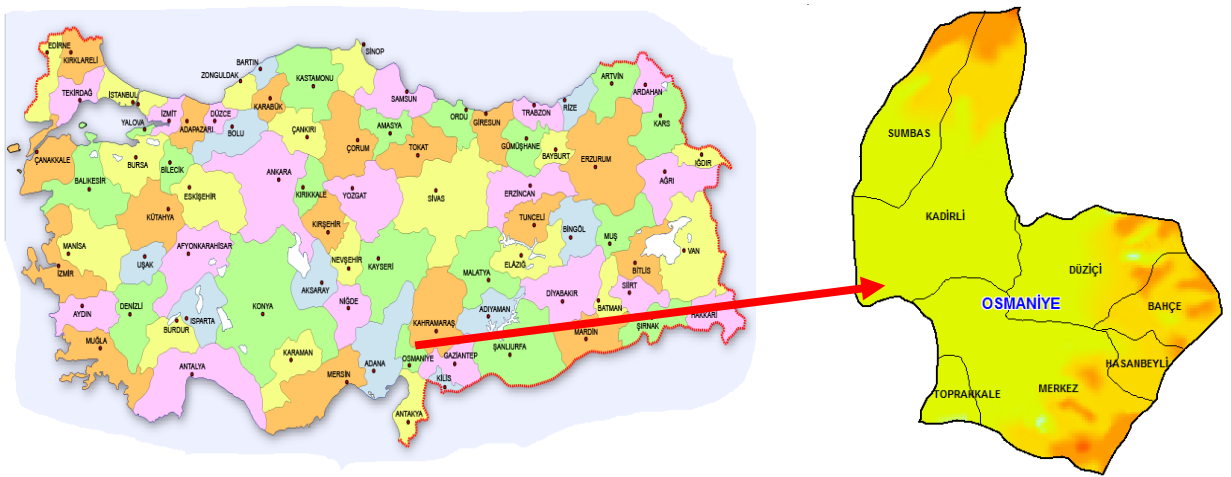 EDİRNE
KIRKLARELİ
TEKİRDAĞ
İSTANBUL
YALOVA
İZMİT
ADAPAZARI
DÜZCE
BOLU
ZONGULDAK
BARTIN
KARABÜK
KASTAMONU
SİNOP
ÇANKIRI
SAMSUN
AMASYA
ÇORUM
TOKAT
ORDU
GİRESUN
TRABZON
GÜMÜŞHANE
BAYBURT
RİZE
ARTVİN
ARDAHAN
KARS
IĞDIR
ERZURUM
AĞRI
ÇANAKKALE
BALIKESİR
BURSA
BİLECİK
ESKİŞEHİR
KÜTAHYA
ANKARA
KIRIKKALE
YOZGAT
KIRŞEHİR
SİVAS
ERZİNCAN
TUNCELİ
BİNGÖL
MUŞ
BİTLİS
VAN
MANİSA
İZMİR
UŞAK
AFYONKARAHİSAR
AYDIN
DENİZLİ
BURDUR
ISPARTA
KONYA
AKSARAY
NEVŞEHİR
NİĞDE
KAYSERİ
MALATYA
ELAZIĞ
DİYABAKIR
BATMAN
SİİRT
ŞIRNAK
HAKKARİ
MUĞLA
ANTALYA
KARAMAN
MERSİN
ADANA
KAHRAMARAŞ
ADIYAMAN
OSMANİYE
GAZİANTEP
KİLİS
ŞANLIURFA
MARDİN
ANTAKYA
SUMBAS
KADİRLİ
DÜZİÇİ
OSMANİYE
BAHÇE
HASANBEYLİ
TOPRAKKALE
MERKEZ